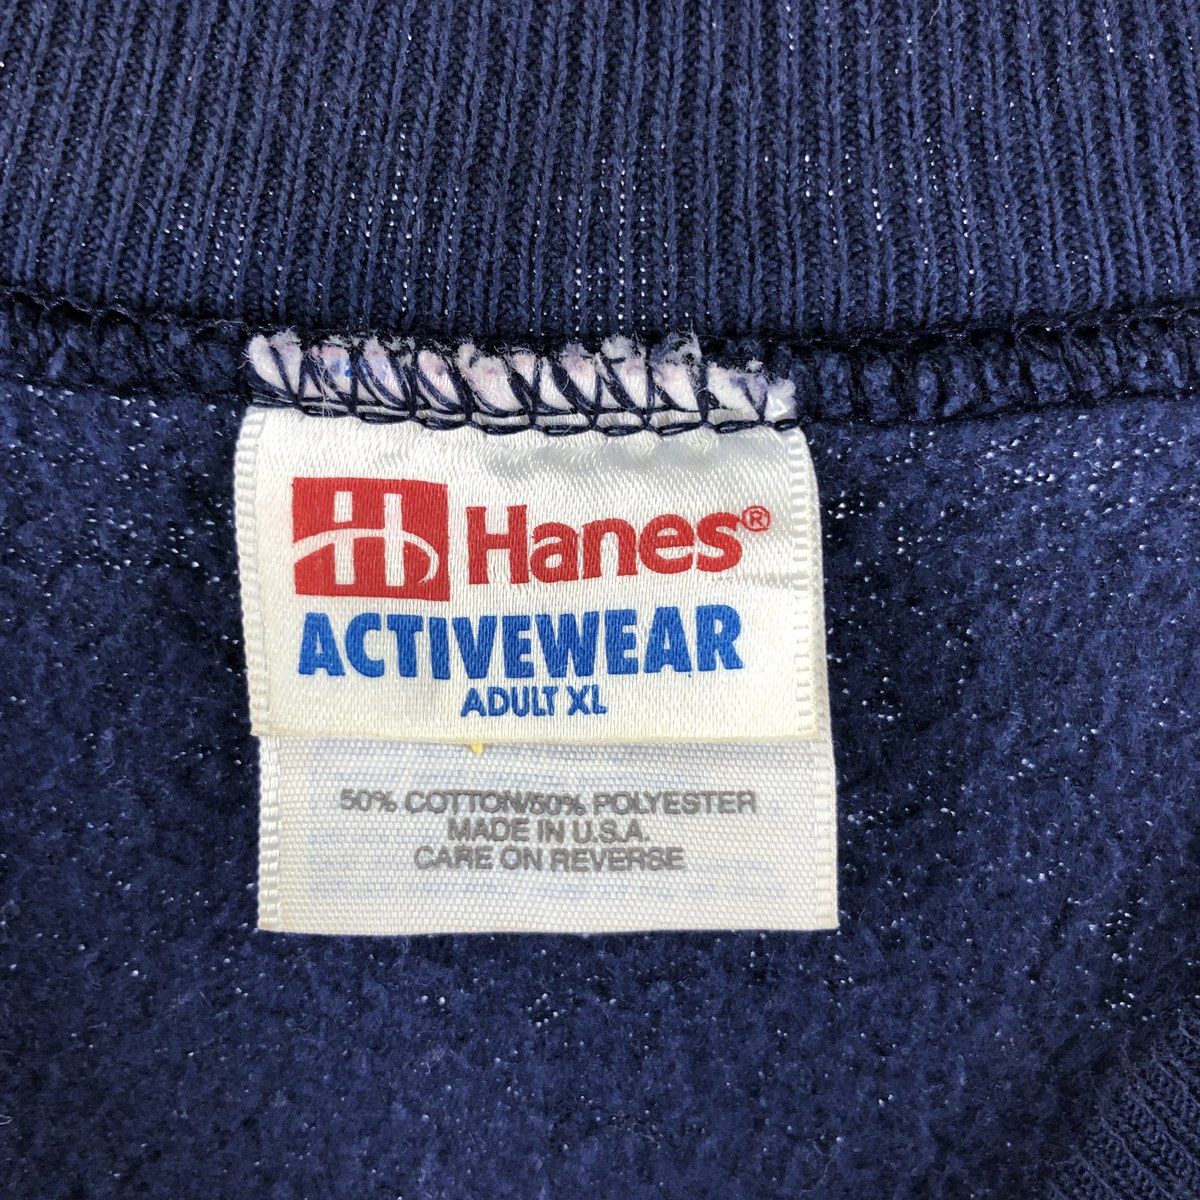 Hanes®
ACTIVEWEAR
ADULT XL
50% COTTON/50% POLYESTER
MADE IN U.S.A.
CARE ON REVERSE